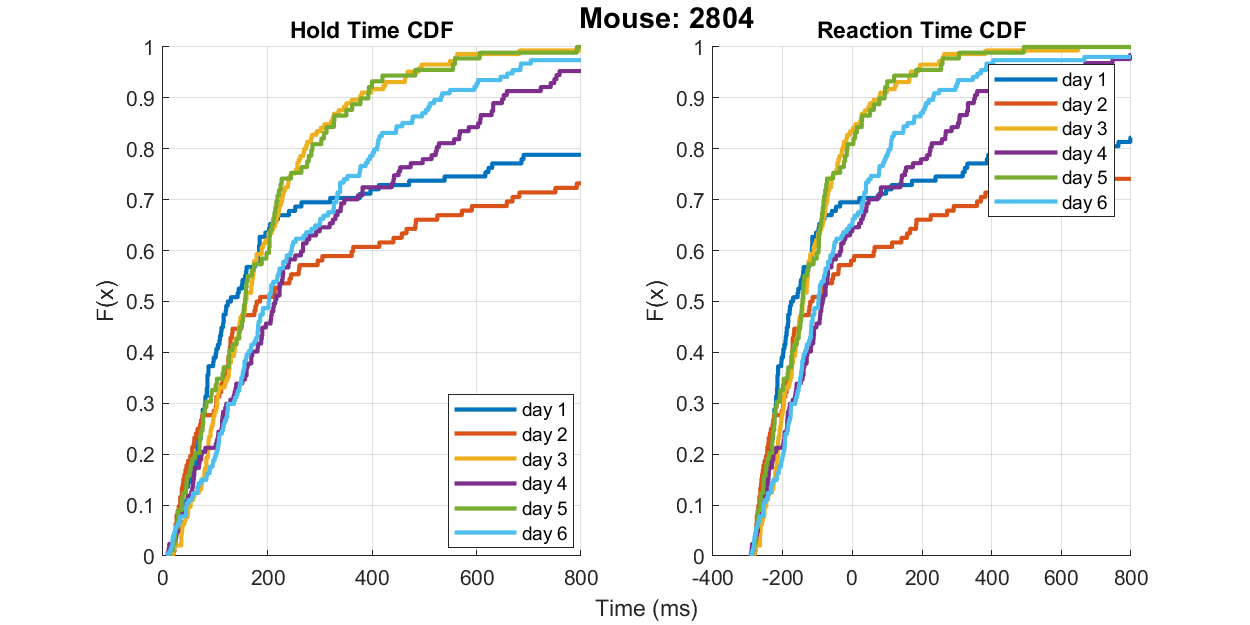 Mouse: 2804
Hold Time CDF
F(x)
1
0.9
0.8
0.7
0.6
0.5
0.4
0.3
0.2
0.1
0
0 200 400 600 800
day 1
day 2
day 3
day 4
day 5
day 6
Reaction Time CDF
F(x)
1
0.9
0.8
0.7
0.6
0.5
0.4
0.3
0.2
0.1
0
-400 -200 0 200 400 600 800
day 1
day 2
day 3
day 4
day 5
day 6
Time (ms)